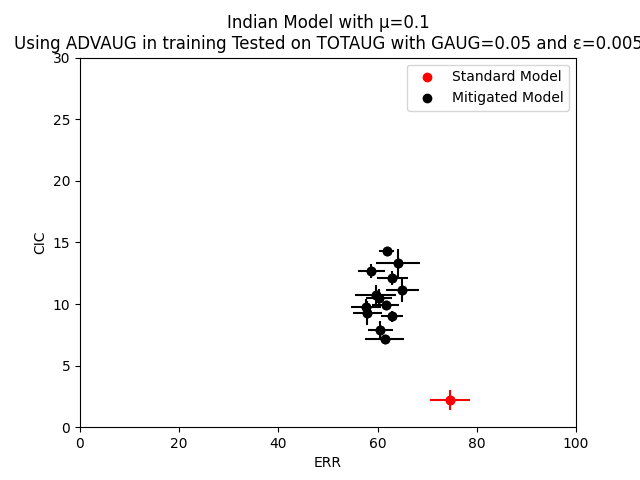 Indian Model with μ=0.1
Using ADVAUG in training Tested on TOTAUG with GAUG=0.05 and ε=0.005
30
25
20
15
10
5
0
CIC
Standard Model
Mitigated Model
0 20 40 60 80 100
ERR